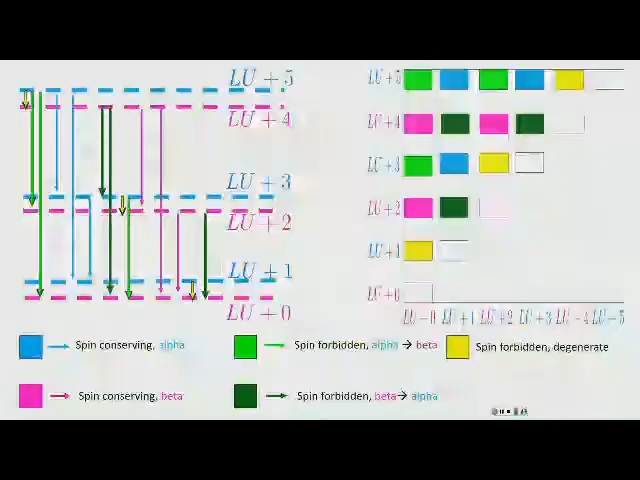 LU + 5
LU + 4
LU + 3
LU + 2
LU + 1
LU + 0
LU + 5
LU + 4
LU + 3
LU + 2
LU + 1
LU + 0
LU − 0 LU + 1 LU + 2 LU + 3 LU − 4 LU − 5
Spin conserving, alpha
Spin forbidden, alpha → beta
Spin forbidden, degenerate
Spin conserving, beta
Spin forbidden, beta → alpha